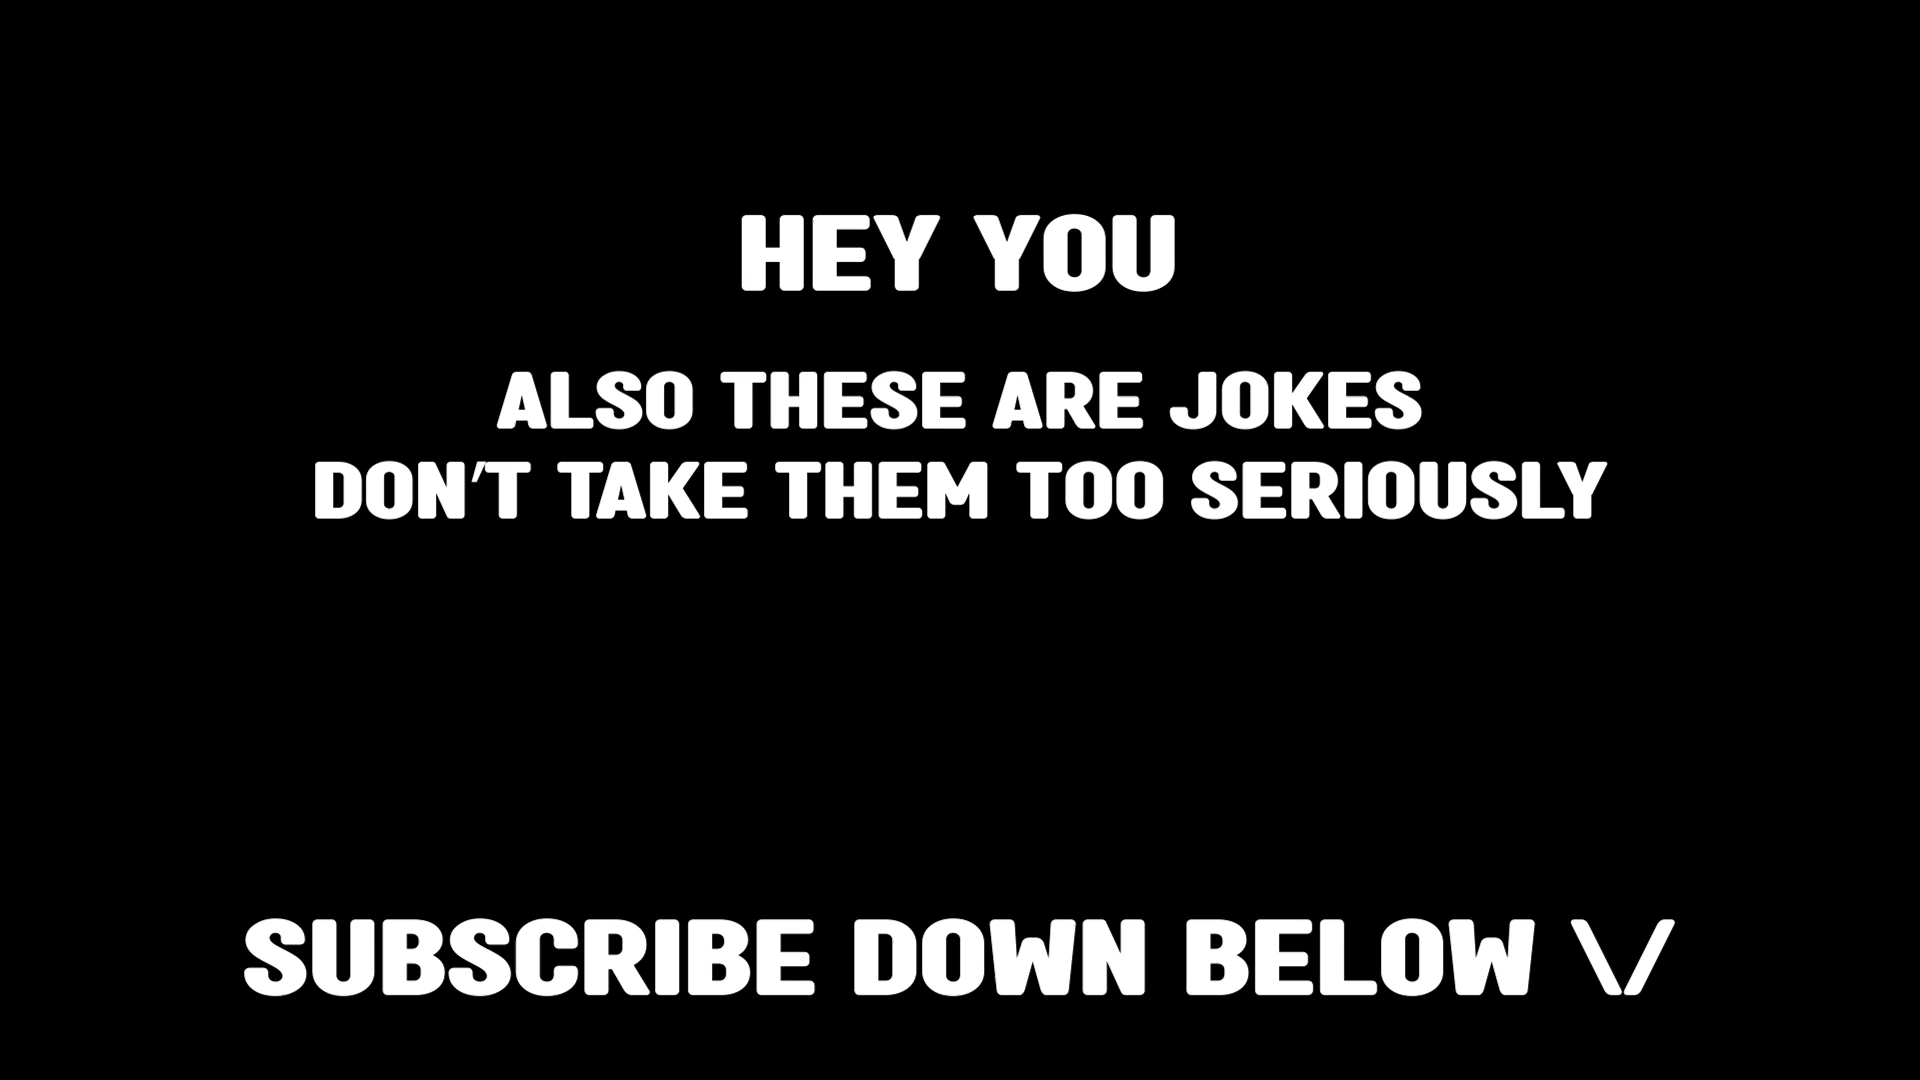 HEY YOU
ALSO THESE ARE JOKES
DON'T TAKE THEM TOO SERIOUSLY
SUBSCRIBE DOWN BELOW \/